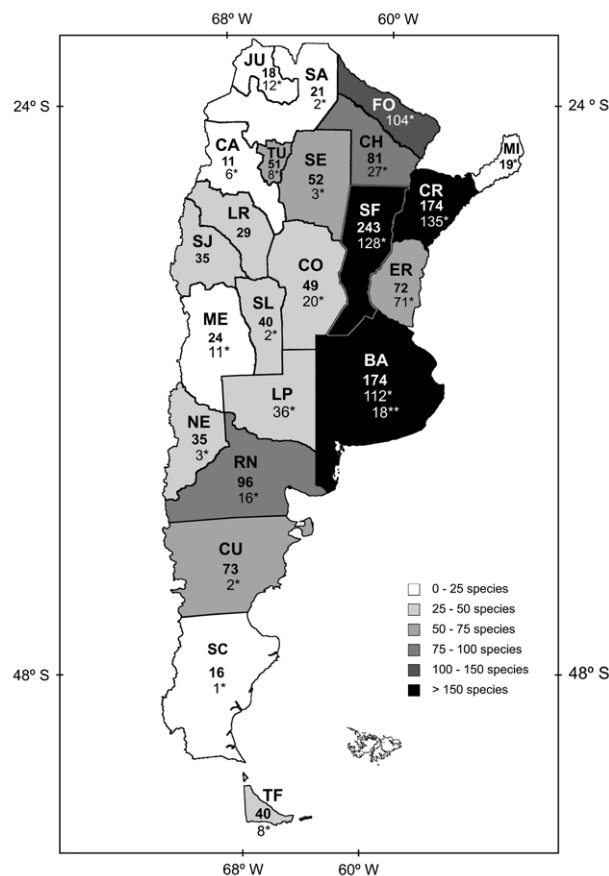 68º W
60º W
24º S
24º S
JU
18
12*
SA
21
2*
FO
104*
CH
81
27*
MI
19*
CA
11
6*
TU
51
8*
SE
52
3*
CR
174
135*
SF
243
128*
LR
29
SJ
35
CO
49
20*
ER
72
71*
SL
40
2*
ME
24
11*
BA
174
112*
18**
LP
36*
NE
35
3*
RN
96
16*
CU
73
2*
0 - 25 species
25 - 50 species
50 - 75 species
75 - 100 species
100 - 150 species
> 150 species
SC
16
1*
48º S
48º S
TF
40
8*
68º W
60º W